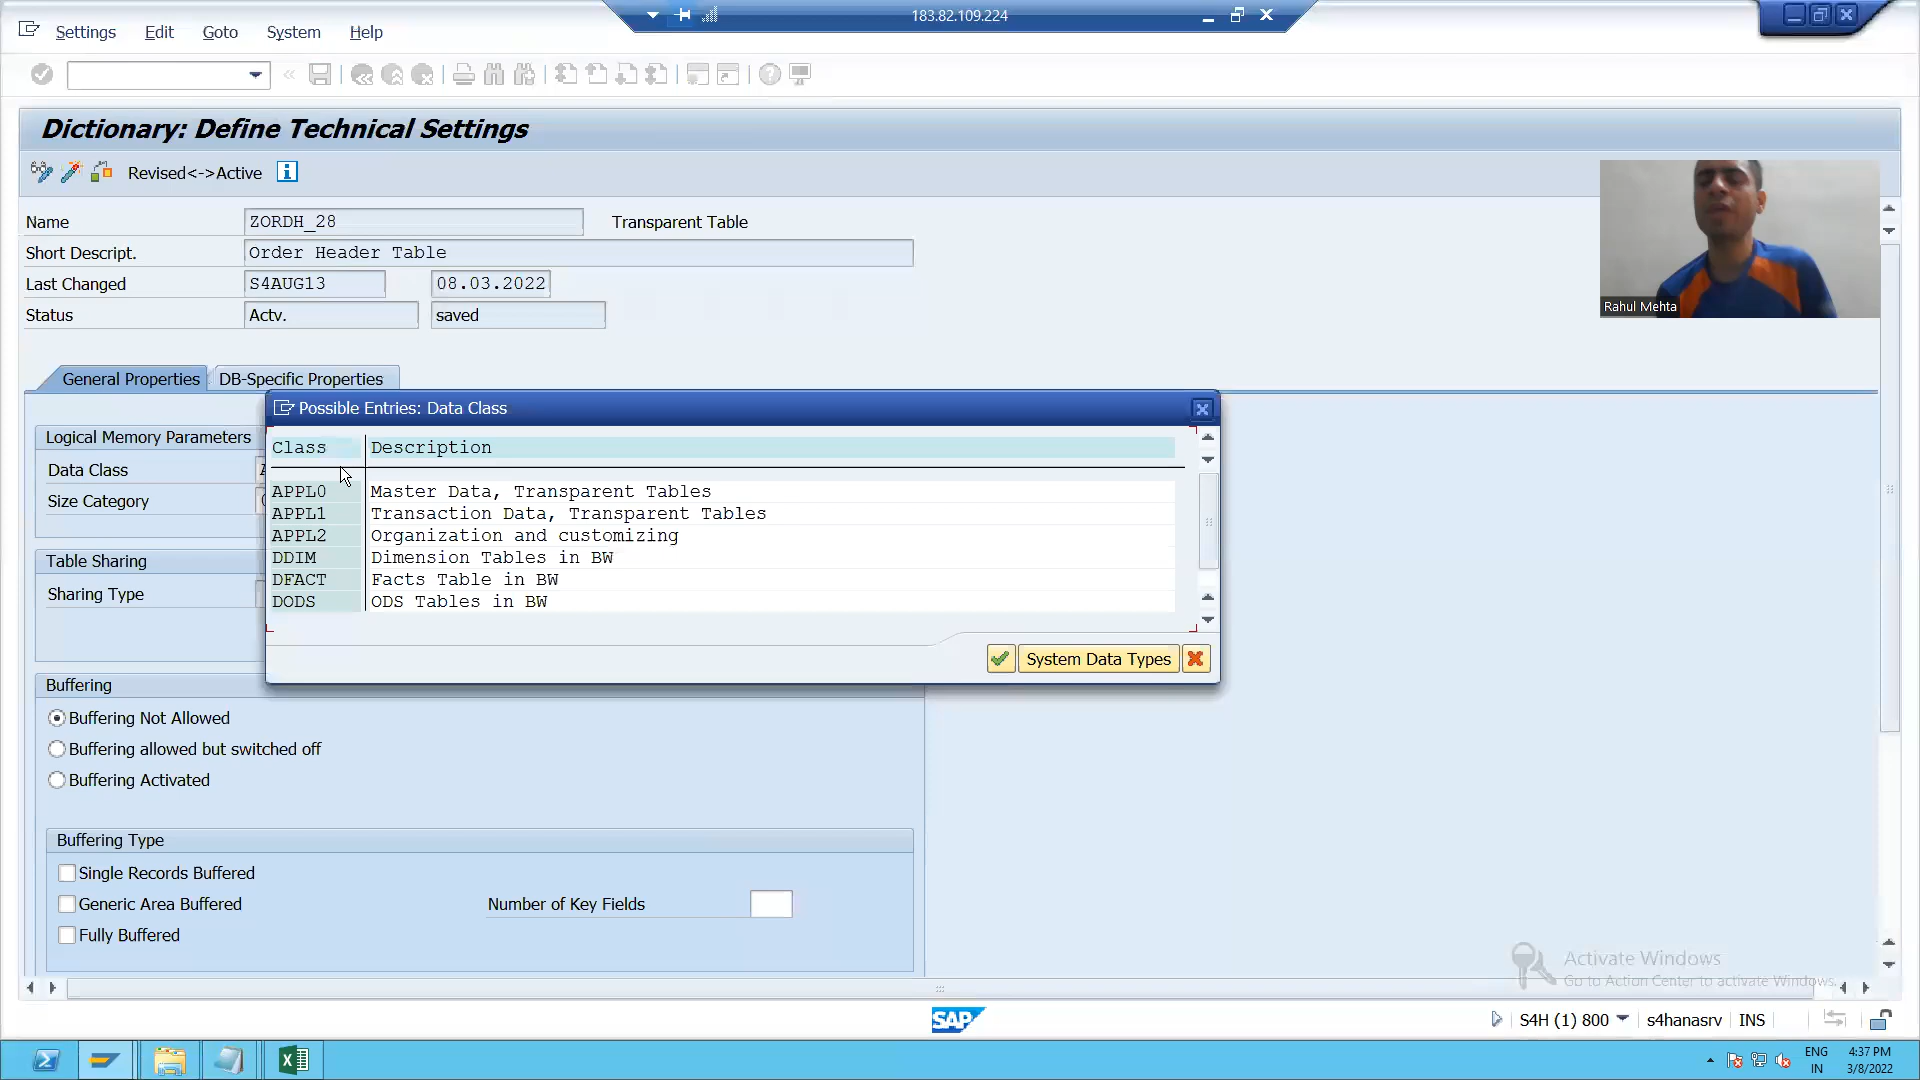 183.82.109.224
Settings Edit Goto System Help
Dictionary: Define Technical Settings
Revised<->Active
Name ZORDH_28 Transparent Table
Short Descript. Order Header Table
Last Changed S4AUG13 08.03.2022
Status Actv. saved
Rahul Mehta
General Properties DB-Specific Properties
Possible Entries: Data Class
Logical Memory Parameters
Class Description
Data Class
Size Category
APPL0 Master Data, Transparent Tables
APPL1 Transaction Data, Transparent Tables
APPL2 Organization and customizing
DDIM Dimension Tables in BW
DFACT Facts Table in BW
DODS ODS Tables in BW
Table Sharing
Sharing Type
System Data Types
Buffering
Buffering Not Allowed
Buffering allowed but switched off
Buffering Activated
Buffering Type
Single Records Buffered
Generic Area Buffered Number of Key Fields
Fully Buffered
Activate Windows
Go to Action Center to activate Windows.
SAP
S4H (1) 800 s4hanasrv INS
ENG 4:37 PM
IN 3/8/2022